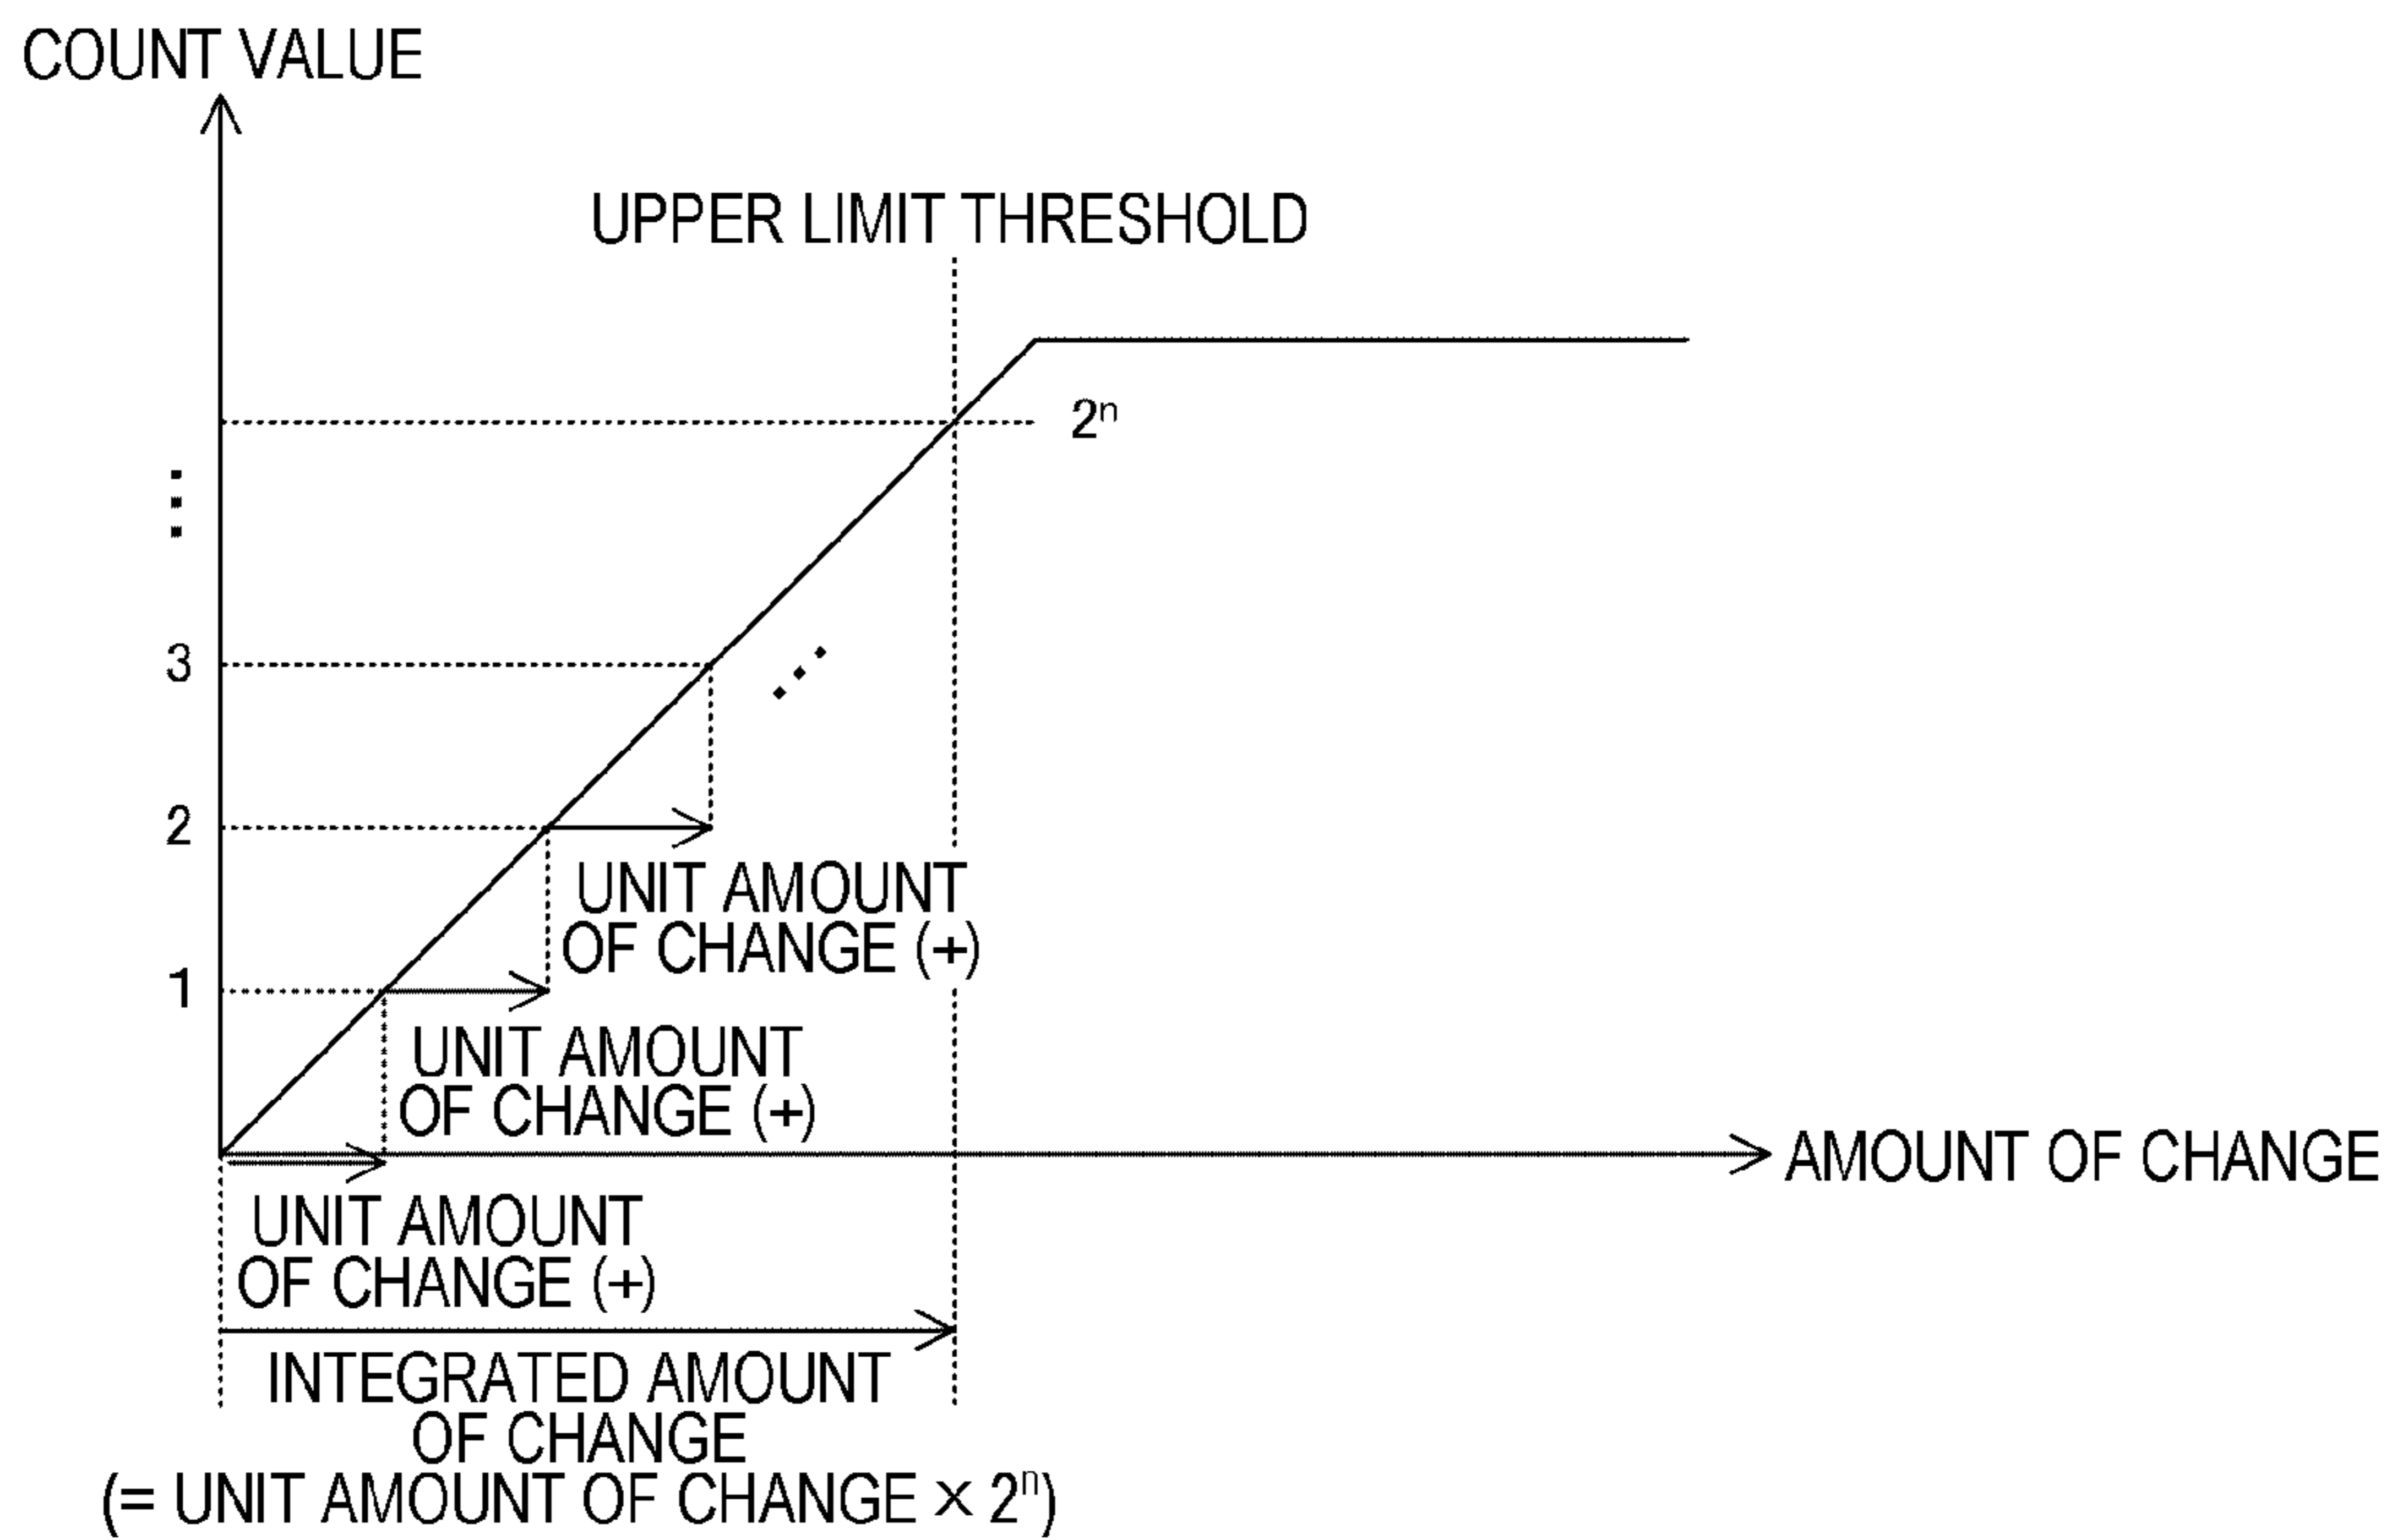 COUNT VALUE
UPPER LIMIT THRESHOLD
2ⁿ
⋮
3
2
UNIT AMOUNT
OF CHANGE (+)
1
UNIT AMOUNT
OF CHANGE (+)
AMOUNT OF CHANGE
UNIT AMOUNT
OF CHANGE (+)
INTEGRATED AMOUNT
OF CHANGE
(= UNIT AMOUNT OF CHANGE × 2ⁿ)